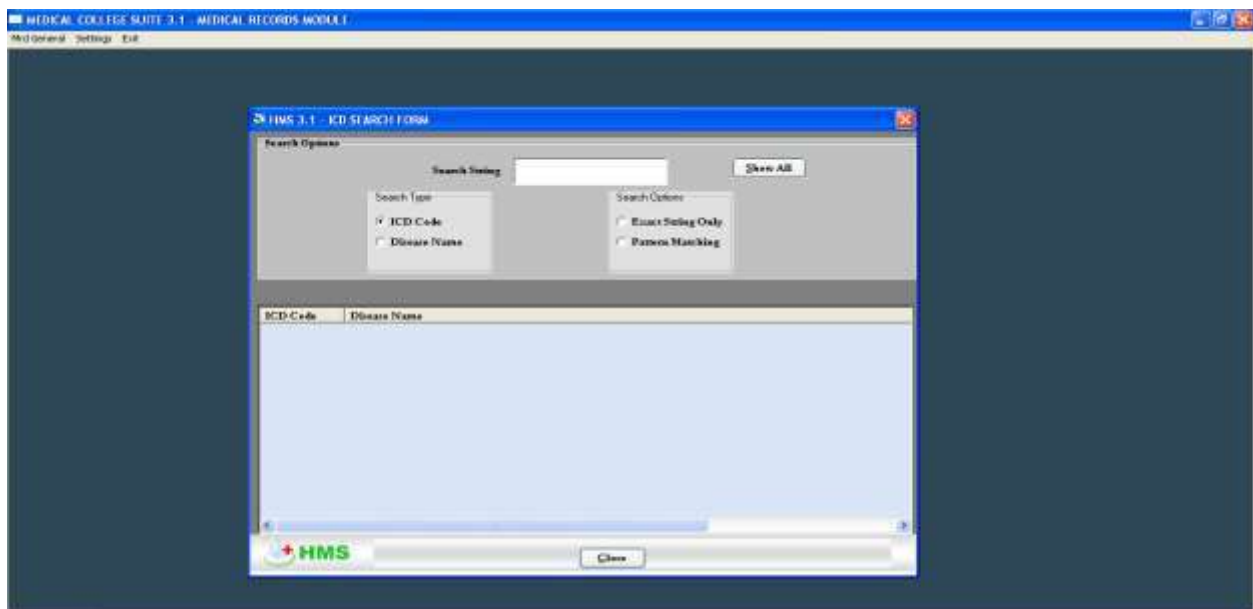 MEDICAL COLLEGE SUITE 3.1 - MEDICAL RECORDS MODULE
Mrd General Settings Exit
HMS 3.1 - ICD SEARCH FORM
Search Options
Search String
Show All
Search Type Search Options
ICD Code Exact String Only
Disease Name Pattern Matching
ICD Code Disease Name
HMS
Close